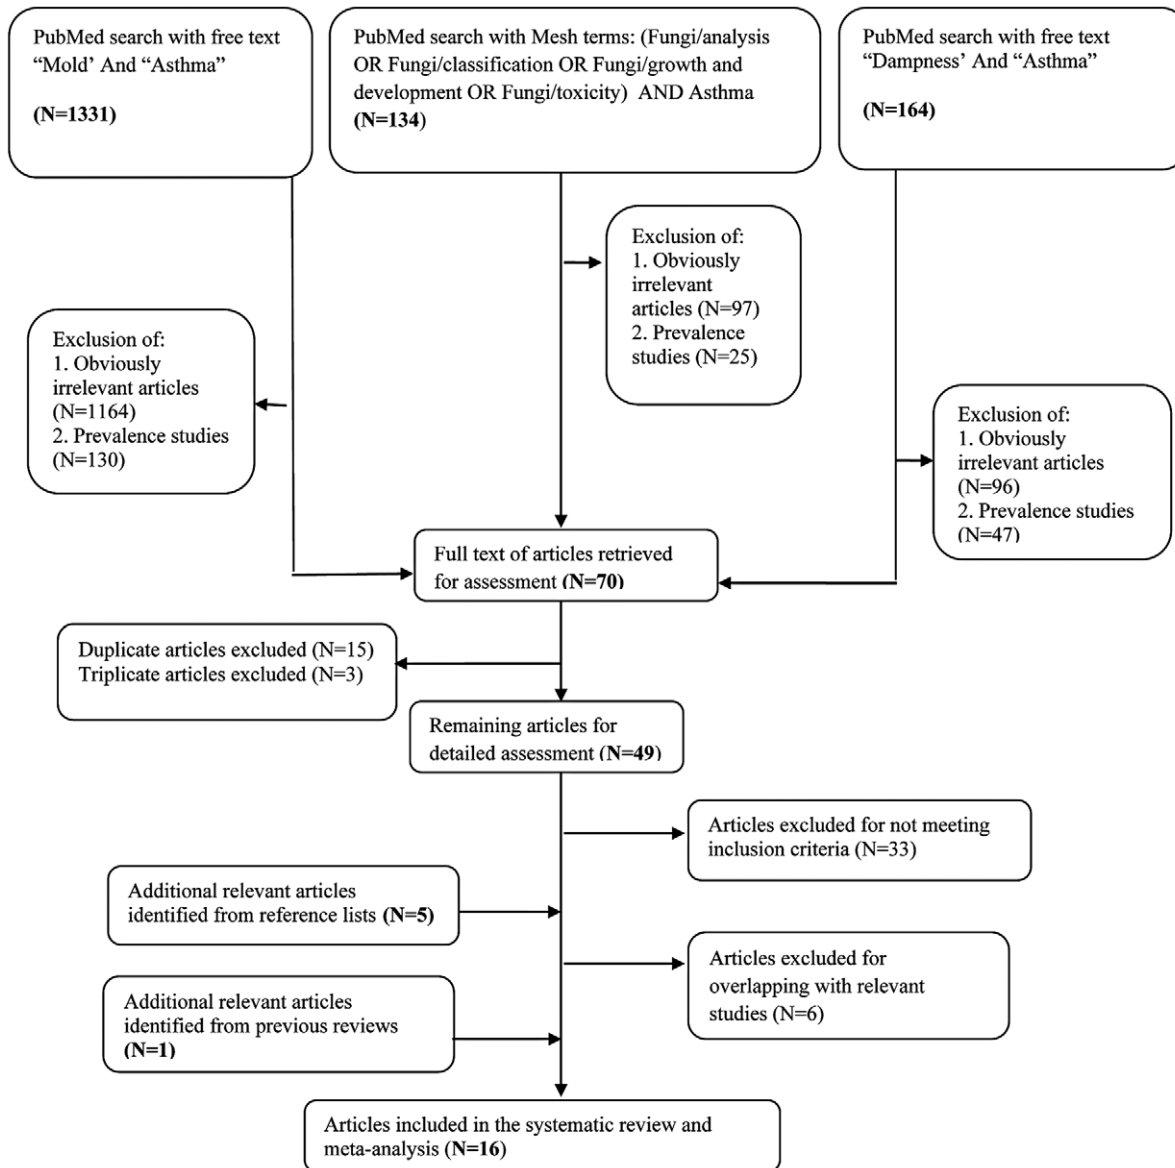 PubMed search with free text
“Mold’ And “Asthma”
(N=1331)
PubMed search with Mesh terms: (Fungi/analysis
OR Fungi/classification OR Fungi/growth and
development OR Fungi/toxicity) AND Asthma
(N=134)
PubMed search with free text
“Dampness’ And “Asthma”
(N=164)
Exclusion of:
1. Obviously
irrelevant
articles (N=97)
2. Prevalence
studies (N=25)
Exclusion of:
1. Obviously
irrelevant articles
(N=1164)
2. Prevalence studies
(N=130)
Exclusion of:
1. Obviously
irrelevant articles
(N=96)
2. Prevalence studies
(N=47)
Full text of articles retrieved
for assessment (N=70)
Duplicate articles excluded (N=15)
Triplicate articles excluded (N=3)
Remaining articles for
detailed assessment (N=49)
Articles excluded for not meeting
inclusion criteria (N=33)
Additional relevant articles
identified from reference lists (N=5)
Articles excluded for
overlapping with relevant
studies (N=6)
Additional relevant articles
identified from previous reviews
(N=1)
Articles included in the systematic review and
meta-analysis (N=16)